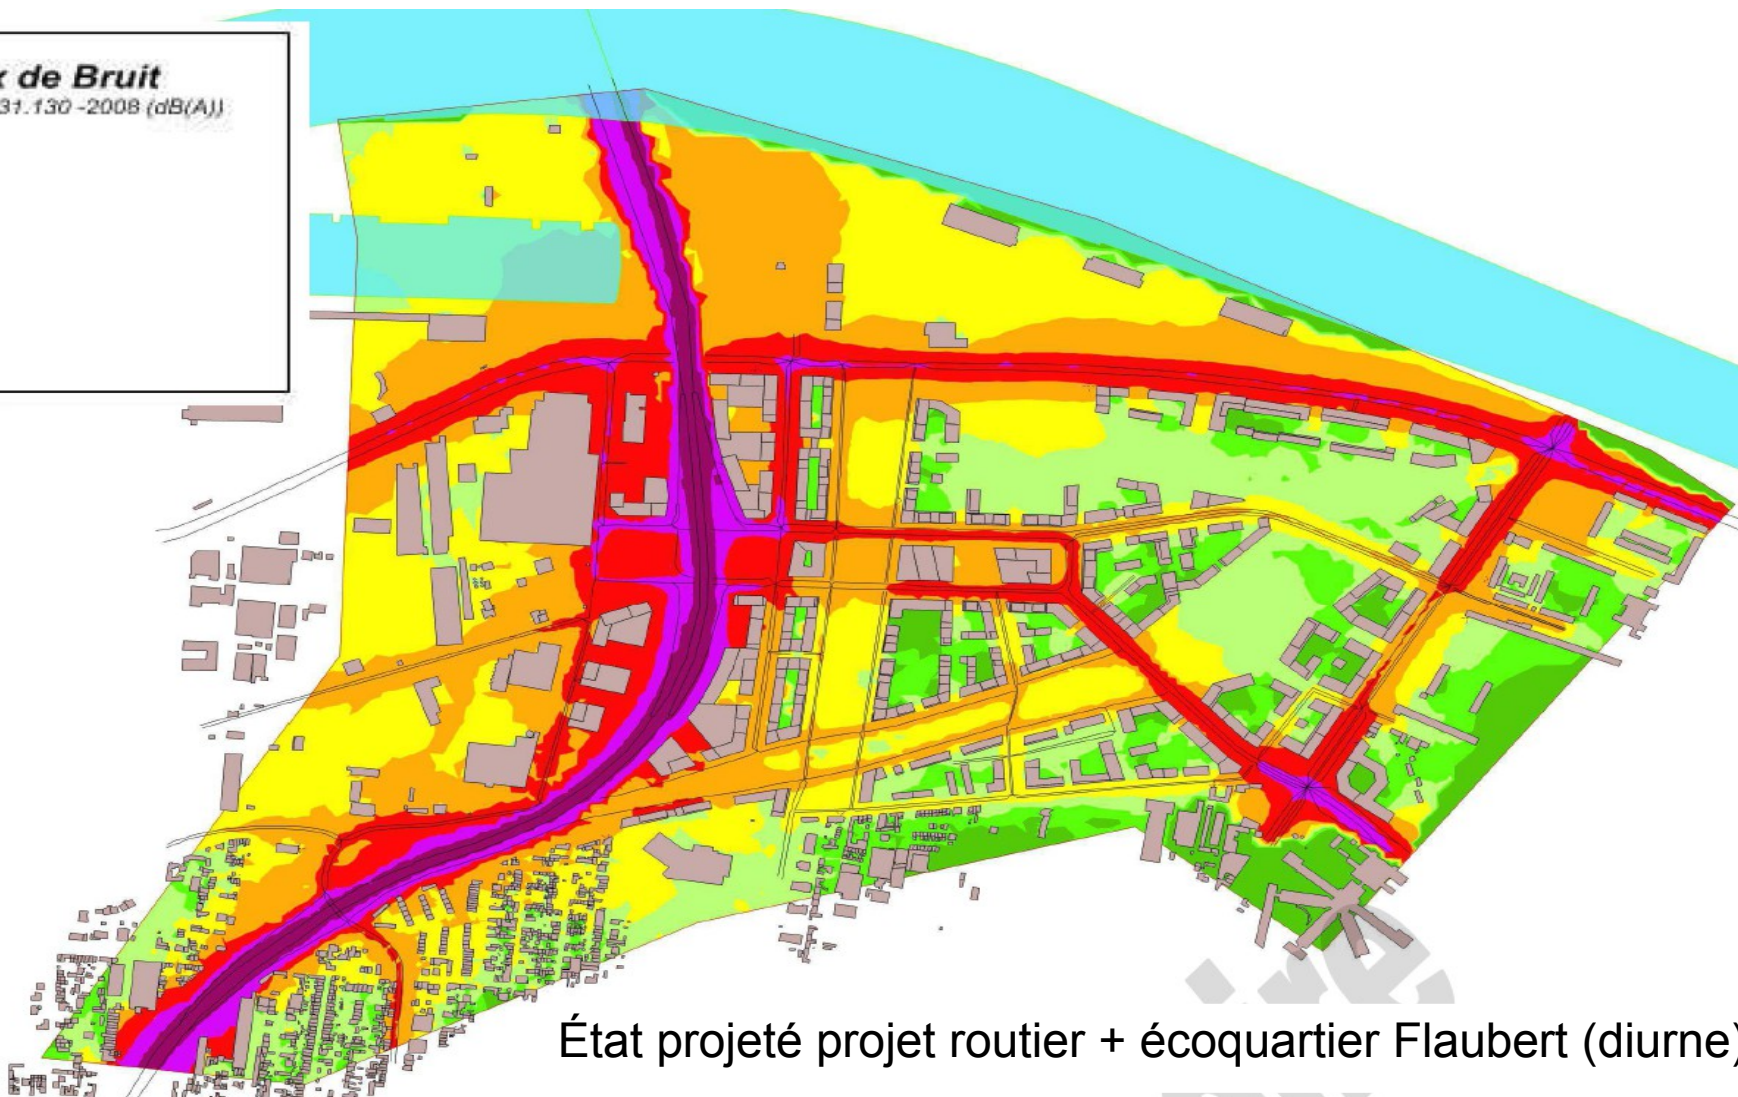 de Bruit
31.130 -2008 (dB(A))
État projeté projet routier + écoquartier Flaubert (diurne)